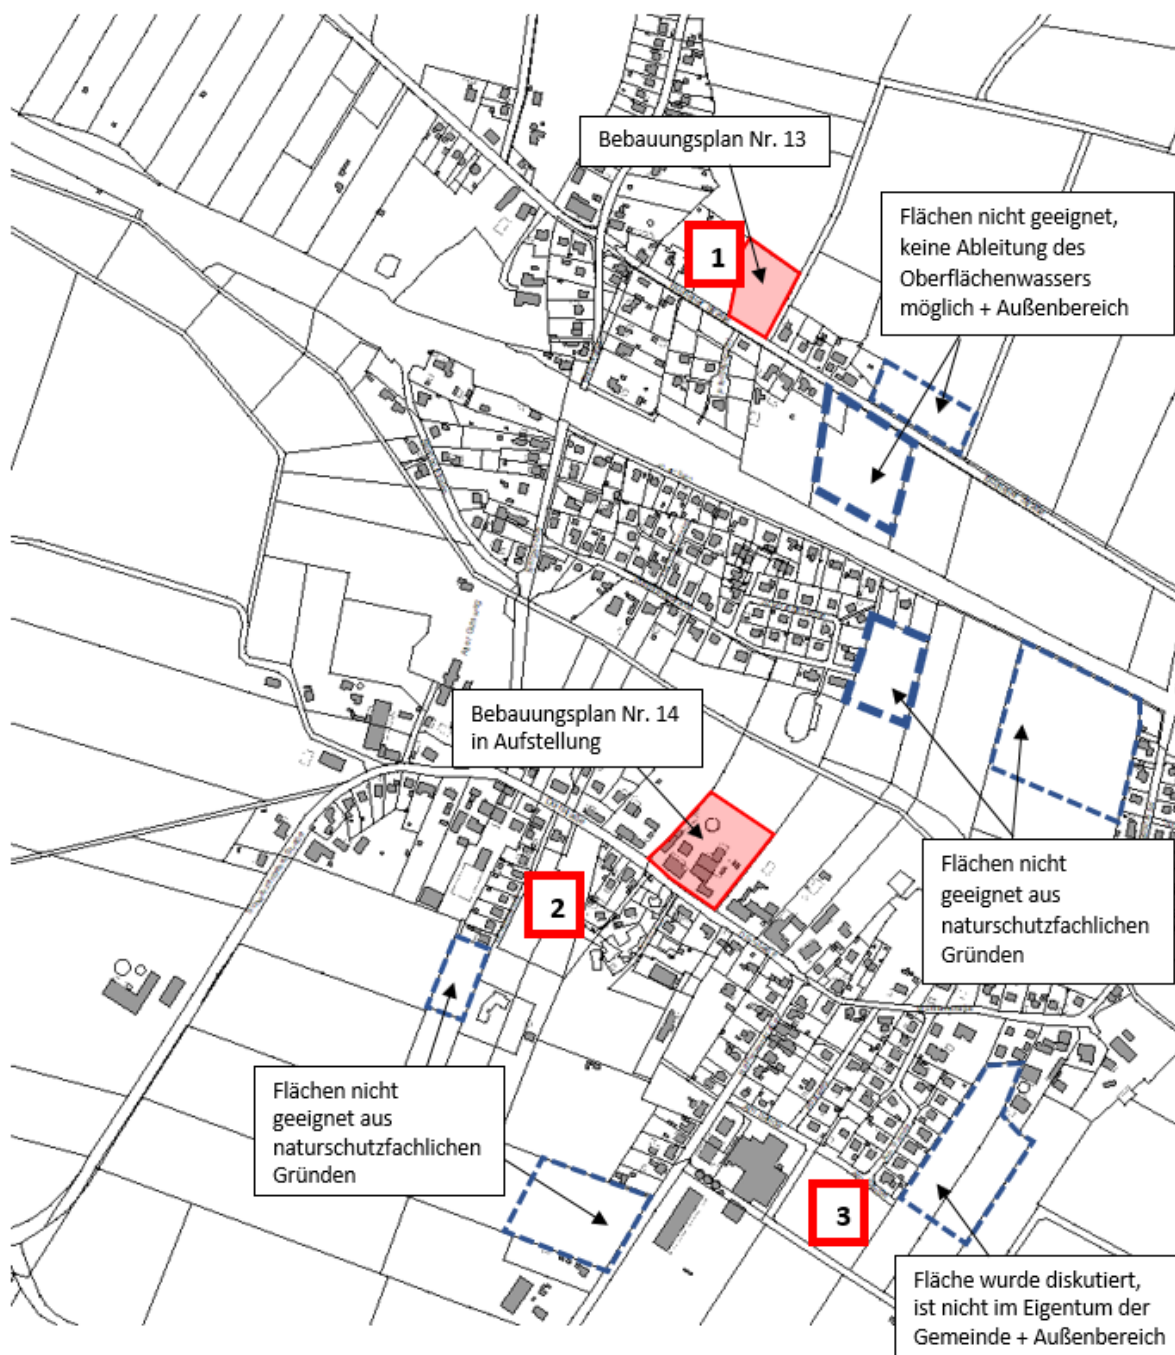 Bebauungsplan Nr. 13
Flächen nicht geeignet,
keine Ableitung des
Oberflächenwassers
möglich + Außenbereich
1
Bebauungsplan Nr. 14
in Aufstellung
2
Flächen nicht
geeignet aus
naturschutzfachlichen
Gründen
Flächen nicht
geeignet aus
naturschutzfachlichen
Gründen
3
Fläche wurde diskutiert,
ist nicht im Eigentum der
Gemeinde + Außenbereich